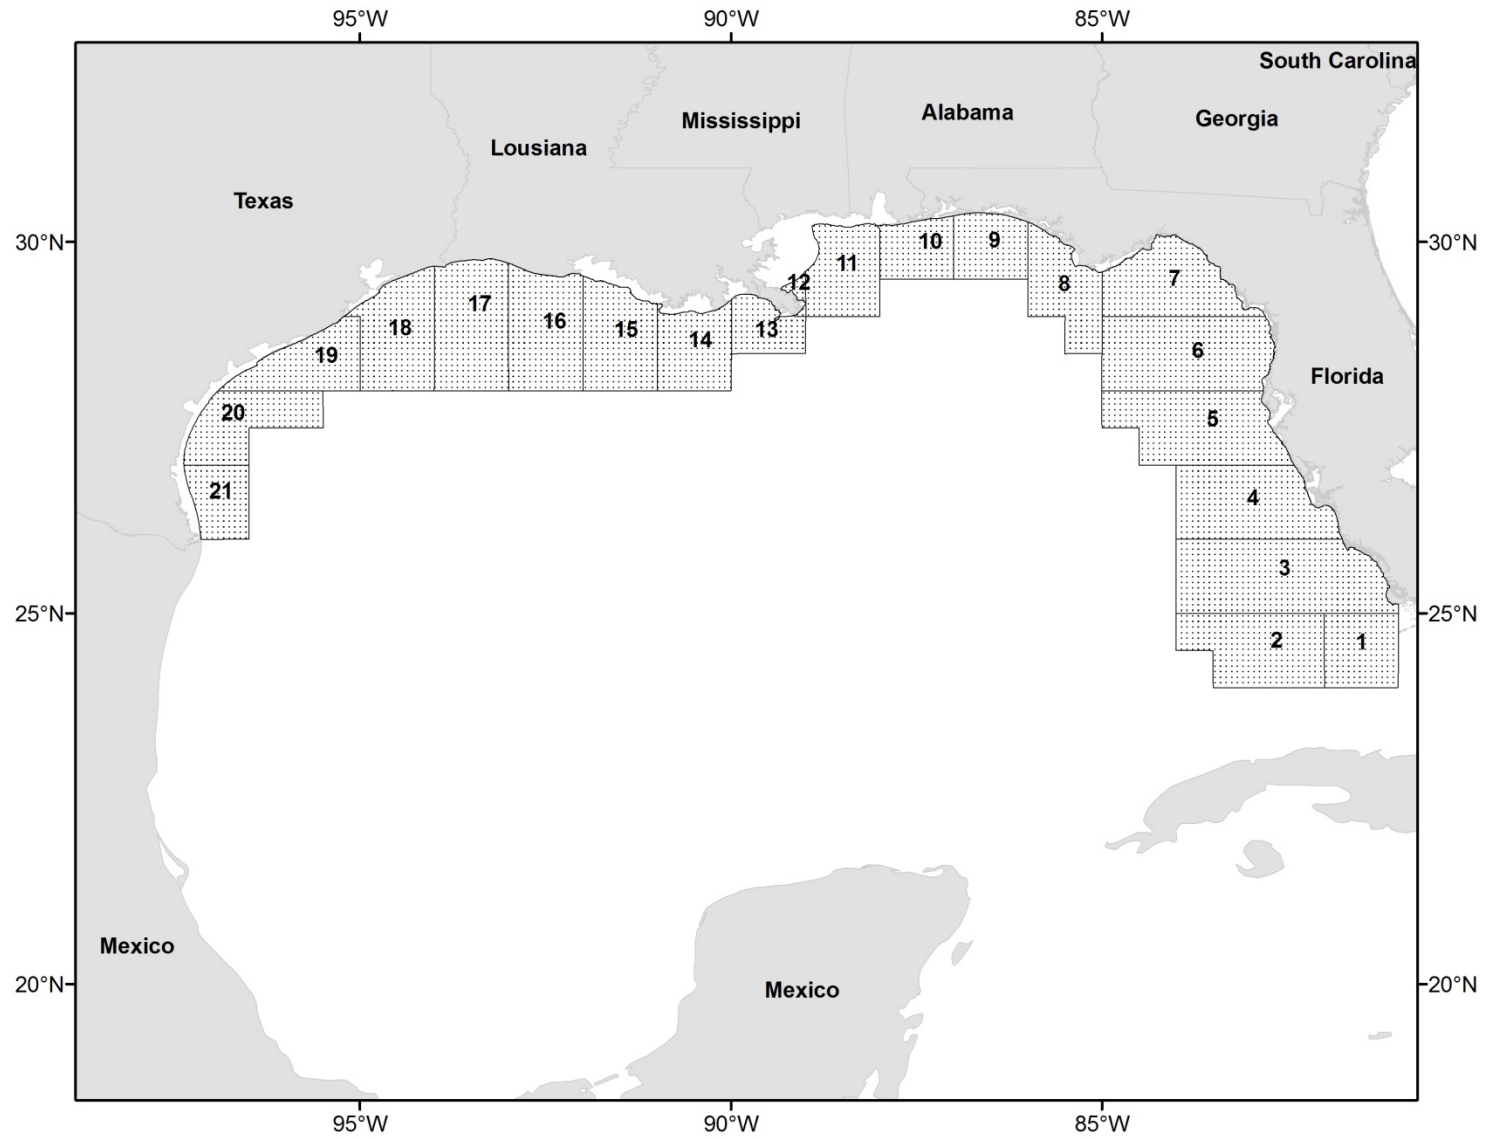 95°W 90°W 85°W
South Carolina
Alabama
Georgia
Mississippi
Lousiana
Texas
30°N 10 9 30°N
11
7
12
8
17
16
18 15 13
14
19 6
Florida
20
5
21
4
3
25°N 25°N
2 1
Mexico
20°N 20°N
Mexico
95°W 90°W 85°W